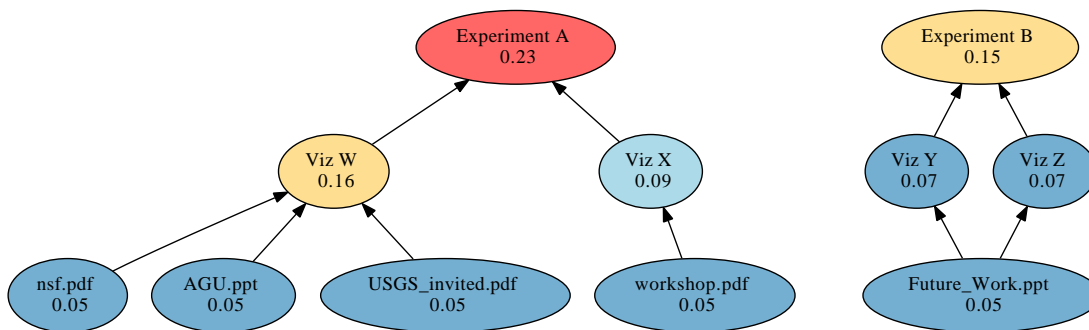 Experiment A
0.23
Experiment B
0.15
Viz W
0.16
Viz X
0.09
Viz Y
0.07
Viz Z
0.07
nsf.pdf
0.05
AGU.ppt
0.05
USGS_invited.pdf
0.05
workshop.pdf
0.05
Future_Work.ppt
0.05